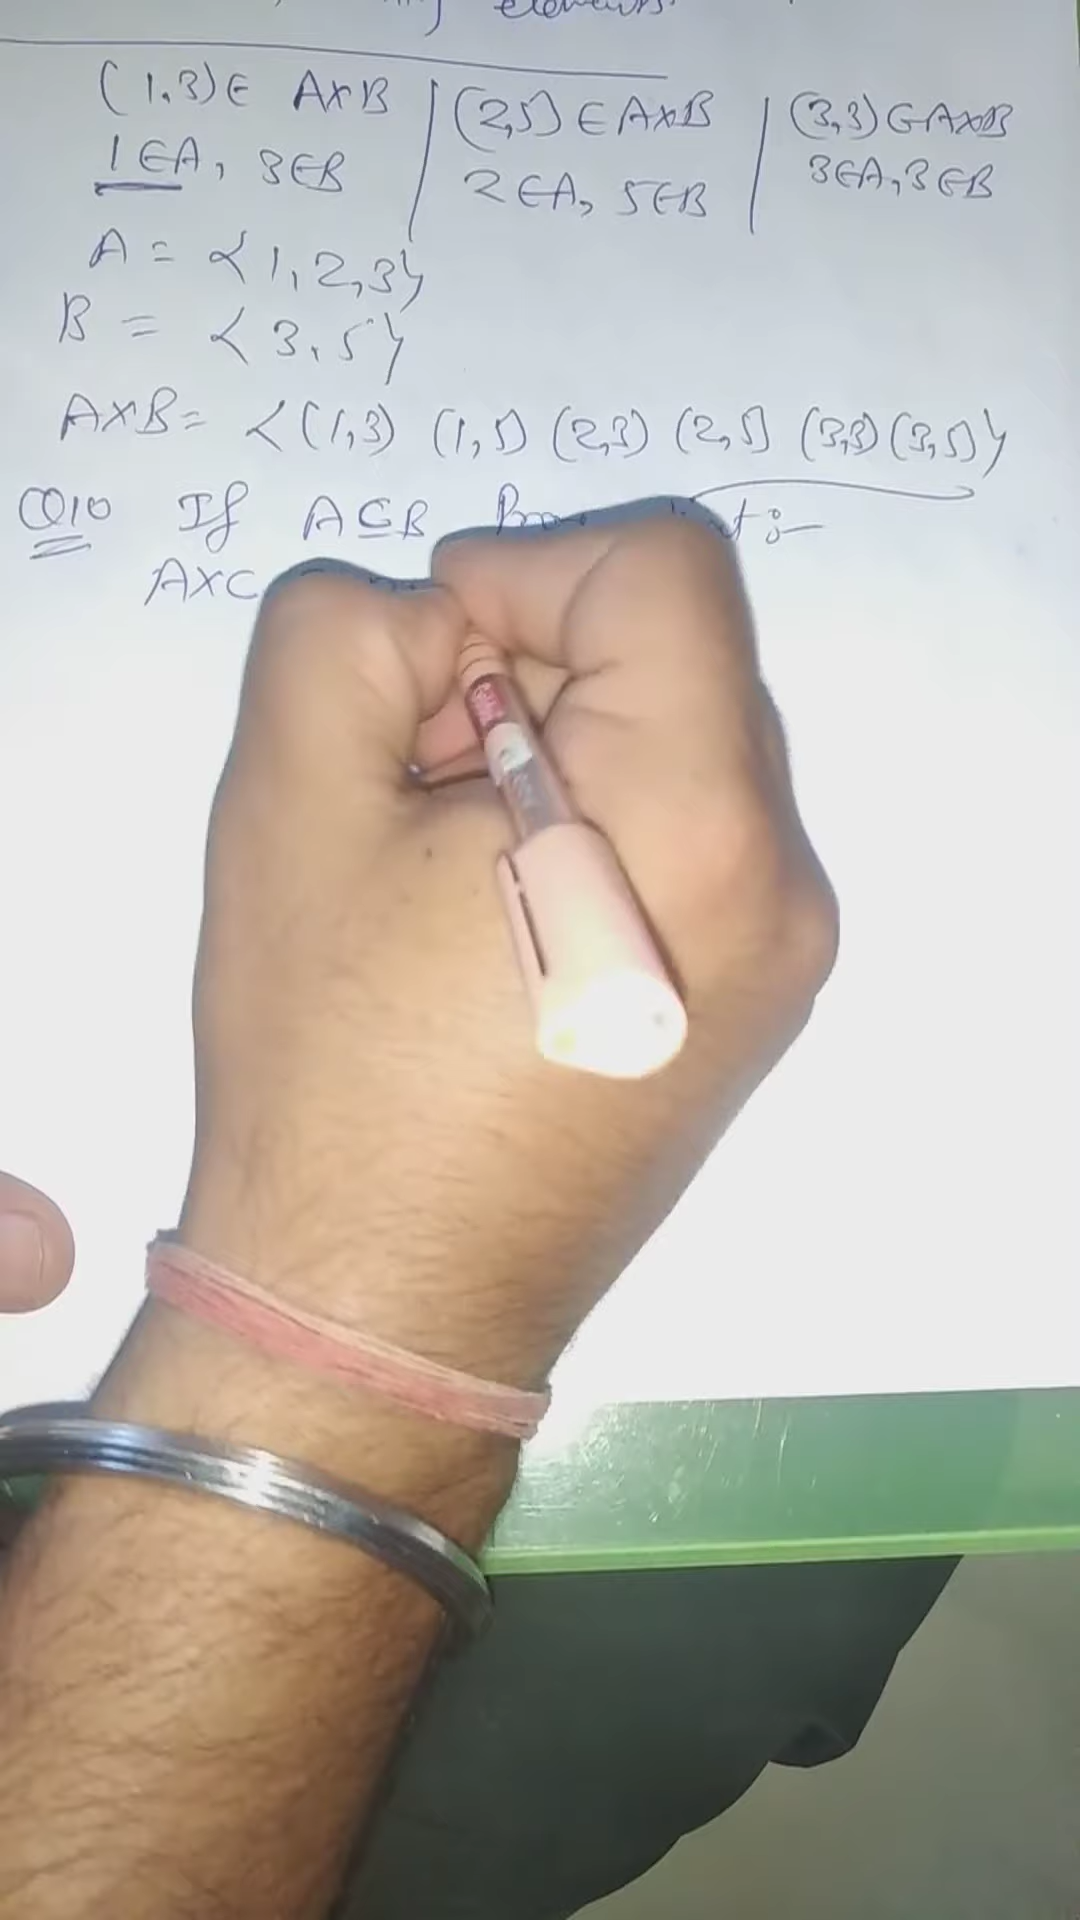 elements.
(1,3) ∈ A×B | (2,5) ∈ A×B | (3,3) ∈ A×B
1∈A, 3∈B | 2∈A, 5∈B | 3∈A, 3∈B
A = {1,2,3}
B = {3,5}
A×B = {(1,3) (1,5) (2,3) (2,5) (3,3) (3,5)}
Q10 If A⊆B :-
A×C